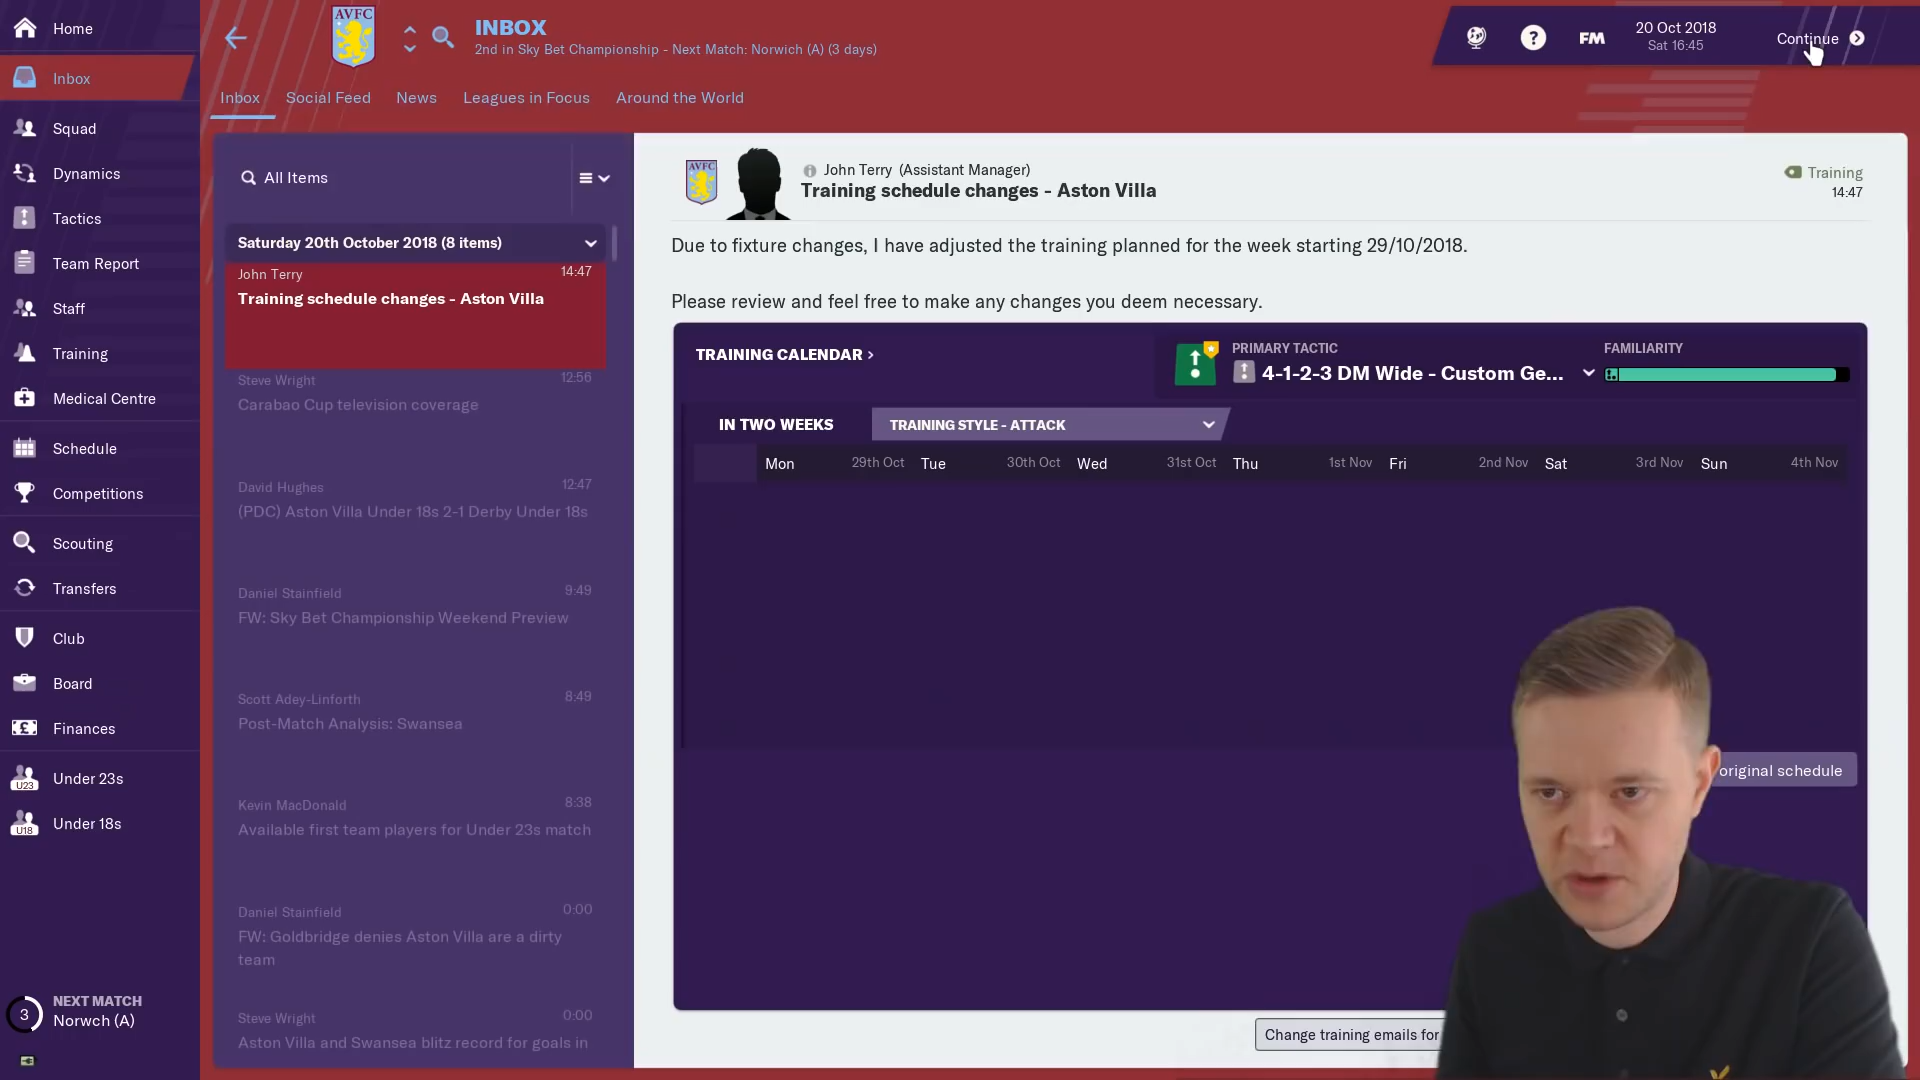 Home
Inbox
Squad
Dynamics
Tactics
Team Report
Staff
Training
Medical Centre
Schedule
Competitions
Scouting
Transfers
Club
Board
Finances
U23
Under 23s
U18
Under 18s
3
NEXT MATCH
Norwch (A)
AVFC
INBOX
2nd in Sky Bet Championship - Next Match: Norwich (A) (3 days)
?
FM
20 Oct 2018
Sat 16:45
Continue
Inbox
Social Feed
News
Leagues in Focus
Around the World
All Items
Saturday 20th October 2018 (8 items)
John Terry
14:47
Training schedule changes - Aston Villa
Steve Wright
12:56
Carabao Cup television coverage
David Hughes
12:47
(PDC) Aston Villa Under 18s 2-1 Derby Under 18s
Daniel Stainfield
9:49
FW: Sky Bet Championship Weekend Preview
Scott Adey-Linforth
8:49
Post-Match Analysis: Swansea
Kevin MacDonald
8:38
Available first team players for Under 23s match
Daniel Stainfield
0:00
FW: Goldbridge denies Aston Villa are a dirty
team
Steve Wright
0:00
Aston Villa and Swansea blitz record for goals in
AVFC
John Terry (Assistant Manager)
Training schedule changes - Aston Villa
Training
14:47
Due to fixture changes, I have adjusted the training planned for the week starting 29/10/2018.
Please review and feel free to make any changes you deem necessary.
TRAINING CALENDAR >
PRIMARY TACTIC
4-1-2-3 DM Wide - Custom Ge...
FAMILIARITY
IN TWO WEEKS
TRAINING STYLE - ATTACK
Mon 29th Oct Tue 30th Oct Wed 31st Oct Thu 1st Nov Fri 2nd Nov Sat 3rd Nov Sun 4th Nov
original schedule
Change training emails for